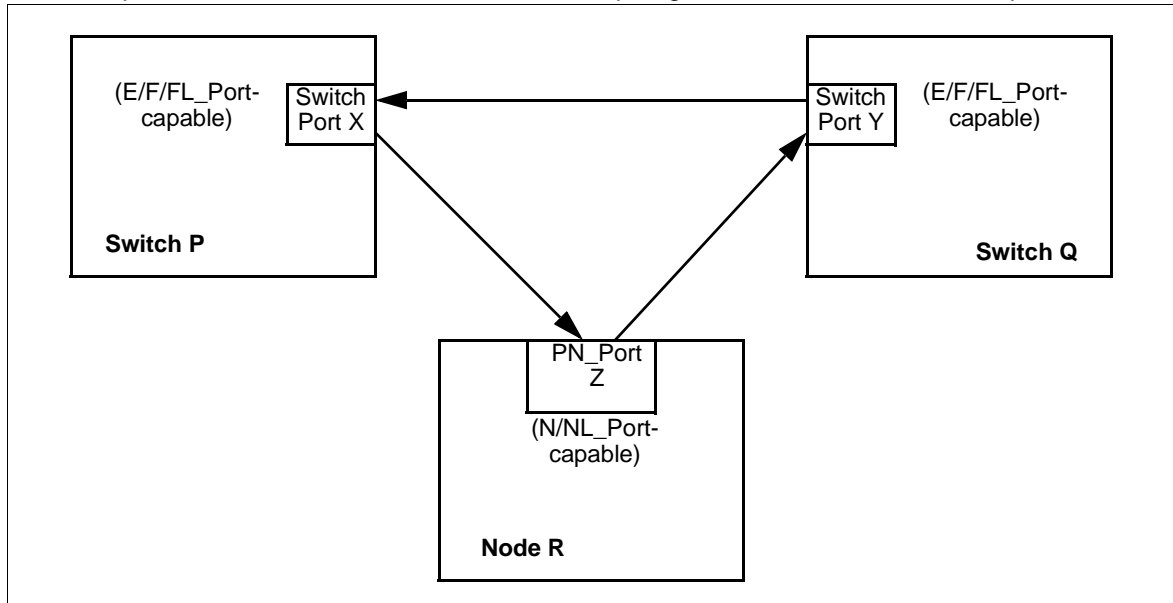 (E/F/FL_Port-
capable)
Switch
Port X
Switch P
Switch
Port Y
(E/F/FL_Port-
capable)
Switch Q
PN_Port
Z
(N/NL_Port-
capable)
Node R